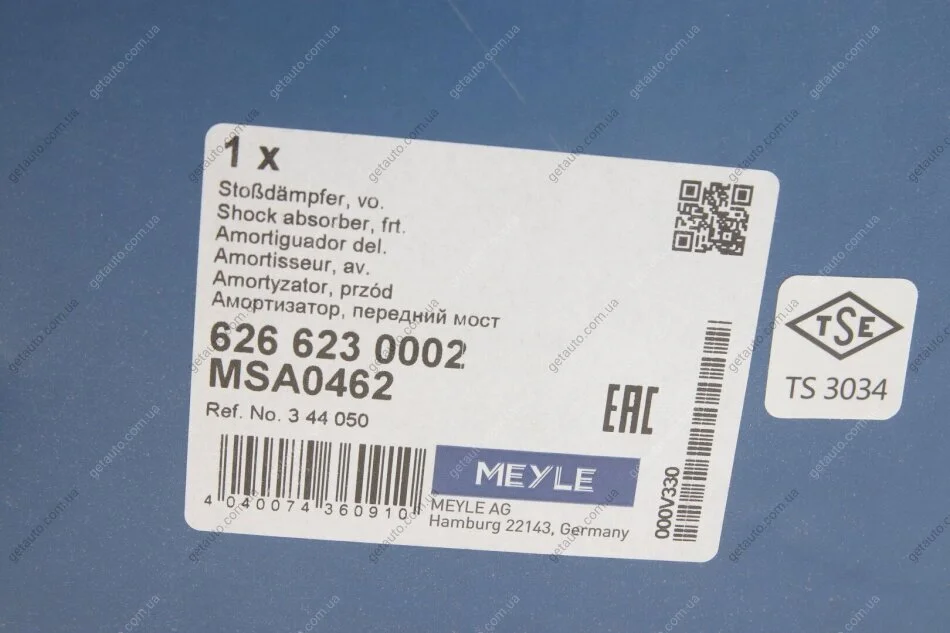 1 x
Stoßdämpfer, vo.
Shock absorber, frt.
Amortiguador del.
Amortisseur, av.
Amortyzator, przód
Амортизатор, передний мост
626 623 0002
MSA0462
Ref. No. 3 44 050
4 040074 360910
MEYLE
MEYLE AG
Hamburg 22143, Germany
EAC
000V330
TSE
TS 3034
getauto.com.ua